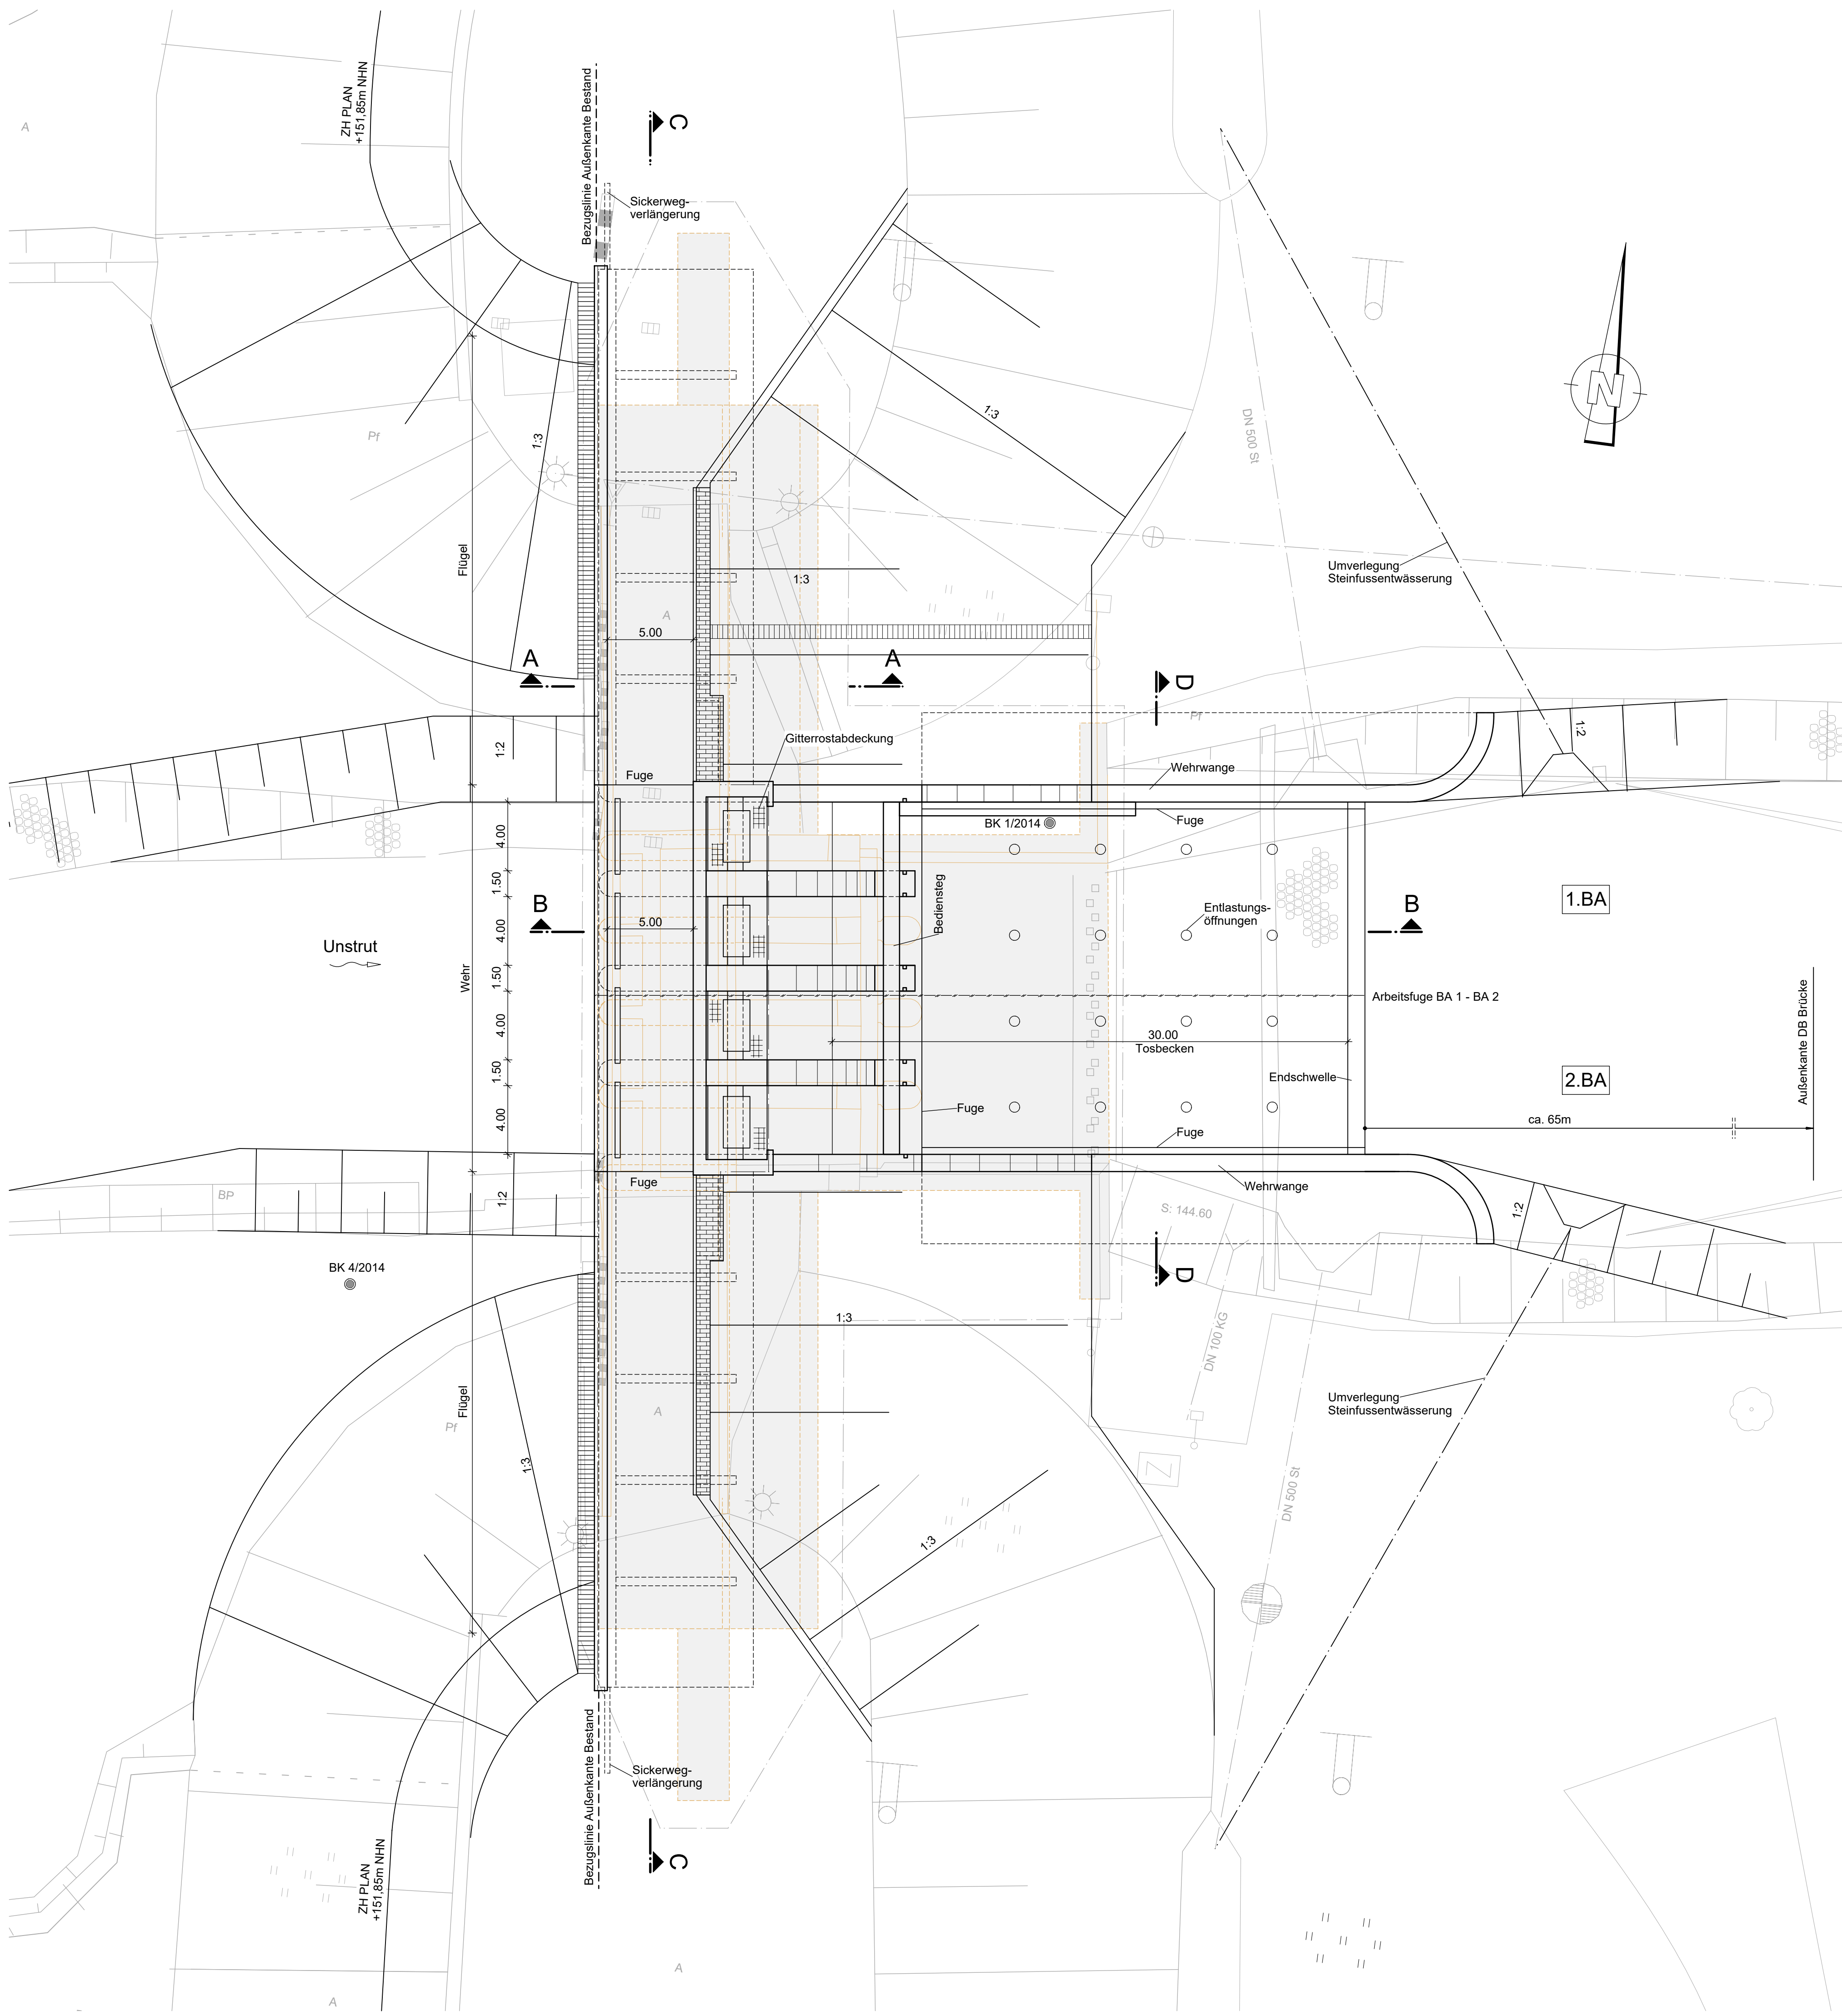 ZH PLAN
+151,85m NHN
Bezugslinie Außenkante Bestand
C
A
Sickerweg-
verlängerung
N
DN 500 St
1:3
Pf
1:3
Flügel
Umverlegung
Steinfussentwässerung
1:3
A
5.00
A
A
D
Pf
1:2
Gitterrostabdeckung
1:2
Fuge
Wehrwange
4.00
BK 1/2014
Fuge
1.50
B
4.00
5.00
Bediensteg
Entlastungs-
öffnungen
B
1.BA
Unstrut
Wehr
1.50
Arbeitsfuge BA 1 - BA 2
4.00
30.00
Tosbecken
Außenkante DB Brücke
1.50
Endschwelle
2.BA
4.00
Fuge
Fuge
ca. 65m
Fuge
Wehrwange
BP
1:2
S: 144.60
1:2
BK 4/2014
D
1:3
DN 100 KG
Flügel
Pf
A
Umverlegung
Steinfussentwässerung
1:3
DN 500 St
1:3
Bezugslinie Außenkante Bestand
Sickerweg-
verlängerung
C
ZH PLAN
+151,85m NHN
A
A